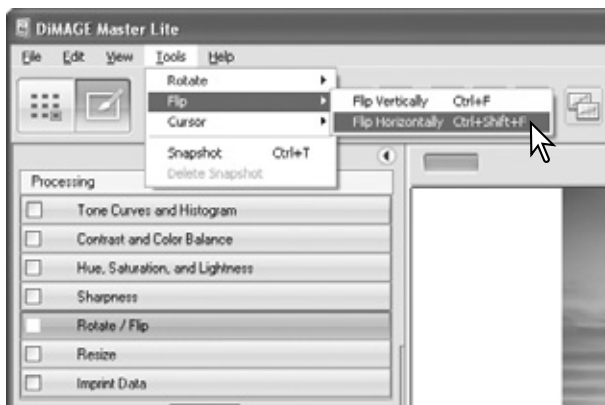 DiMAGE Master Lite
File Edit View Tools Help
Rotate
Flip
Flip Vertically Ctrl+F
Cursor
Flip Horizontally Ctrl+Shift+F
Snapshot Ctrl+T
Delete Snapshot
Processing
Tone Curves and Histogram
Contrast and Color Balance
Hue, Saturation, and Lightness
Sharpness
Rotate / Flip
Resize
Imprint Data